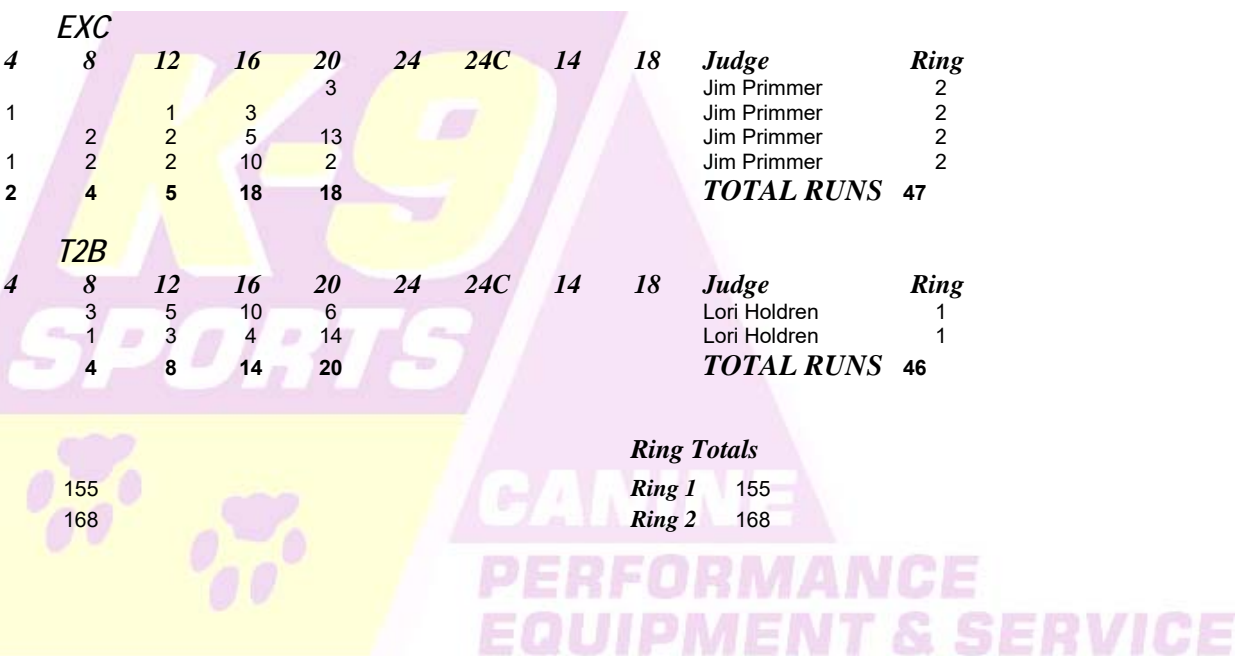 EXC
4 8 12 16 20 24 24C 14 18 Judge Ring
3 Jim Primmer 2
1 1 3 Jim Primmer 2
2 2 5 13 Jim Primmer 2
1 2 2 10 2 Jim Primmer 2
2 4 5 18 18 TOTAL RUNS 47
T2B
4 8 12 16 20 24 24C 14 18 Judge Ring
3 5 10 6 Lori Holdren 1
1 3 4 14 Lori Holdren 1
4 8 14 20 TOTAL RUNS 46
Ring Totals
155 Ring 1 155
168 Ring 2 168
K-9
SPORTS
CANINE
PERFORMANCE
EQUIPMENT & SERVICE